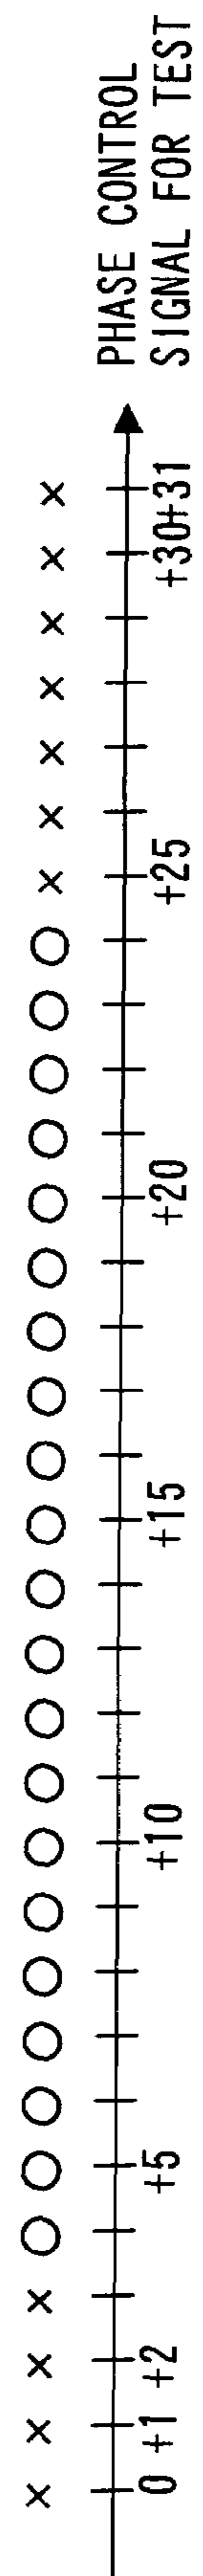 × × × × ○ ○ ○ ○ ○ ○ ○ ○ ○ ○ ○ ○ ○ ○ ○ ○ ○ ○ ○ ○ ○ × × × × × × ×
0 +1 +2 +5 +10 +15 +20 +25 +30 +31
PHASE CONTROL
SIGNAL FOR TEST